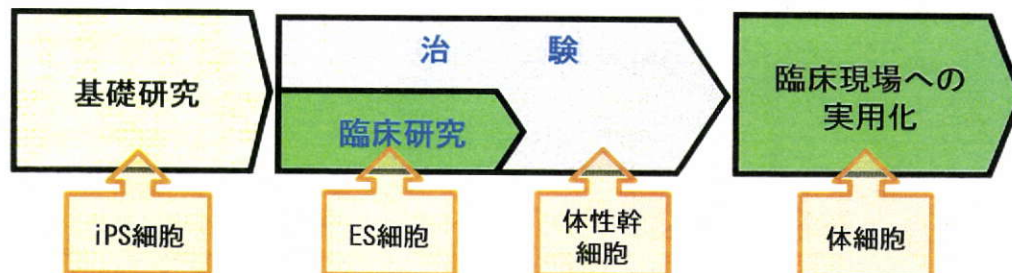 治 験
基礎研究
臨床研究
臨床現場への
実用化
iPS細胞
ES細胞
体性幹
細胞
体細胞